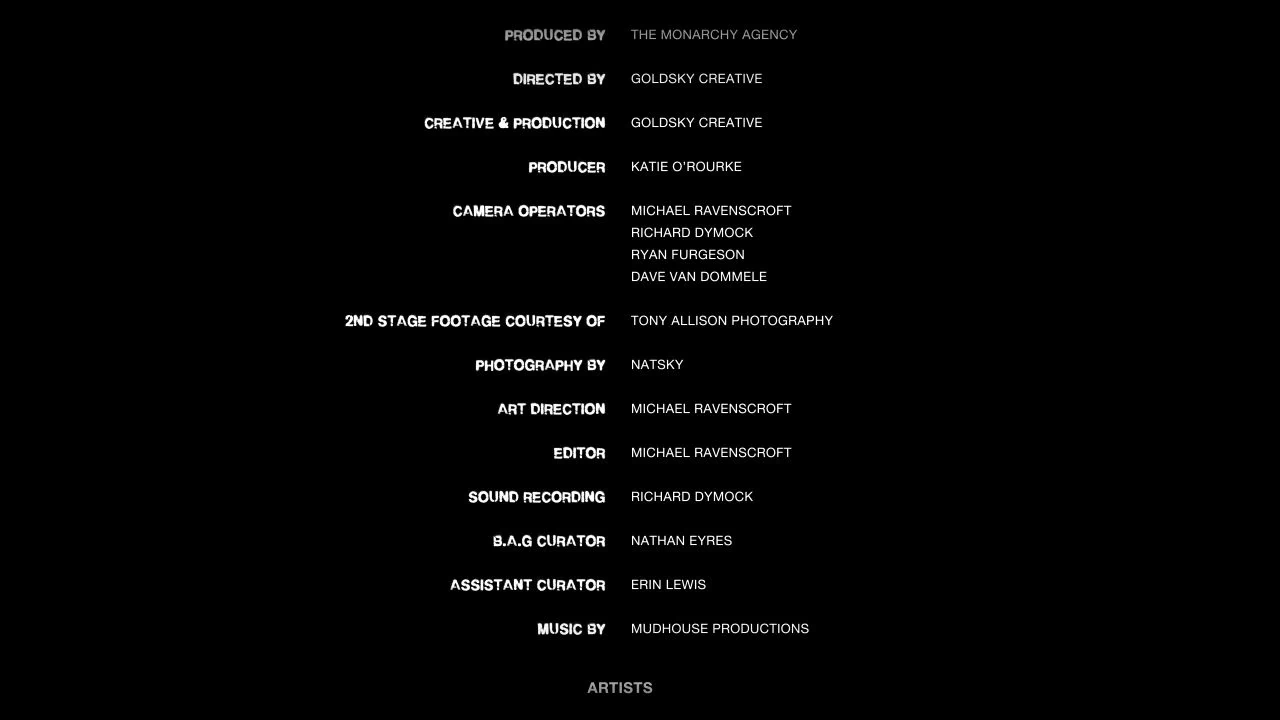 PRODUCED BY THE MONARCHY AGENCY
DIRECTED BY GOLDSKY CREATIVE
CREATIVE & PRODUCTION GOLDSKY CREATIVE
PRODUCER KATIE O'ROURKE
CAMERA OPERATORS MICHAEL RAVENSCROFT
RICHARD DYMOCK
RYAN FURGESON
DAVE VAN DOMMELE
2ND STAGE FOOTAGE COURTESY OF TONY ALLISON PHOTOGRAPHY
PHOTOGRAPHY BY NATSKY
ART DIRECTION MICHAEL RAVENSCROFT
EDITOR MICHAEL RAVENSCROFT
SOUND RECORDING RICHARD DYMOCK
B.A.G CURATOR NATHAN EYRES
ASSISTANT CURATOR ERIN LEWIS
MUSIC BY MUDHOUSE PRODUCTIONS
ARTISTS